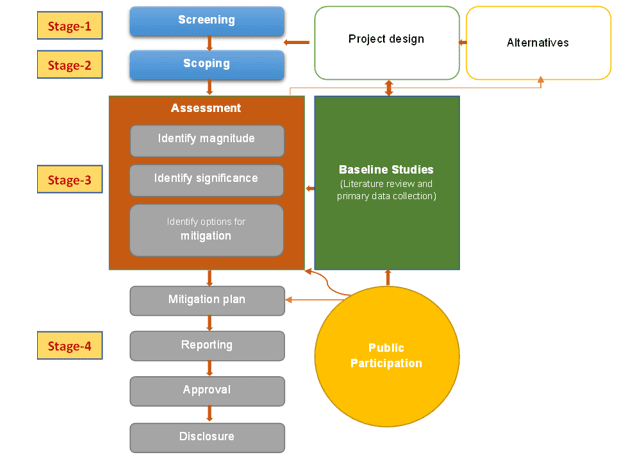 Stage-1
Screening
Project design
Alternatives
Stage-2
Scoping
Assessment
Identify magnitude
Stage-3
Identify significance
Identify options for
mitigation
Baseline Studies
(Literature review and
primary data collection)
Mitigation plan
Stage-4
Reporting
Approval
Disclosure
Public
Participation